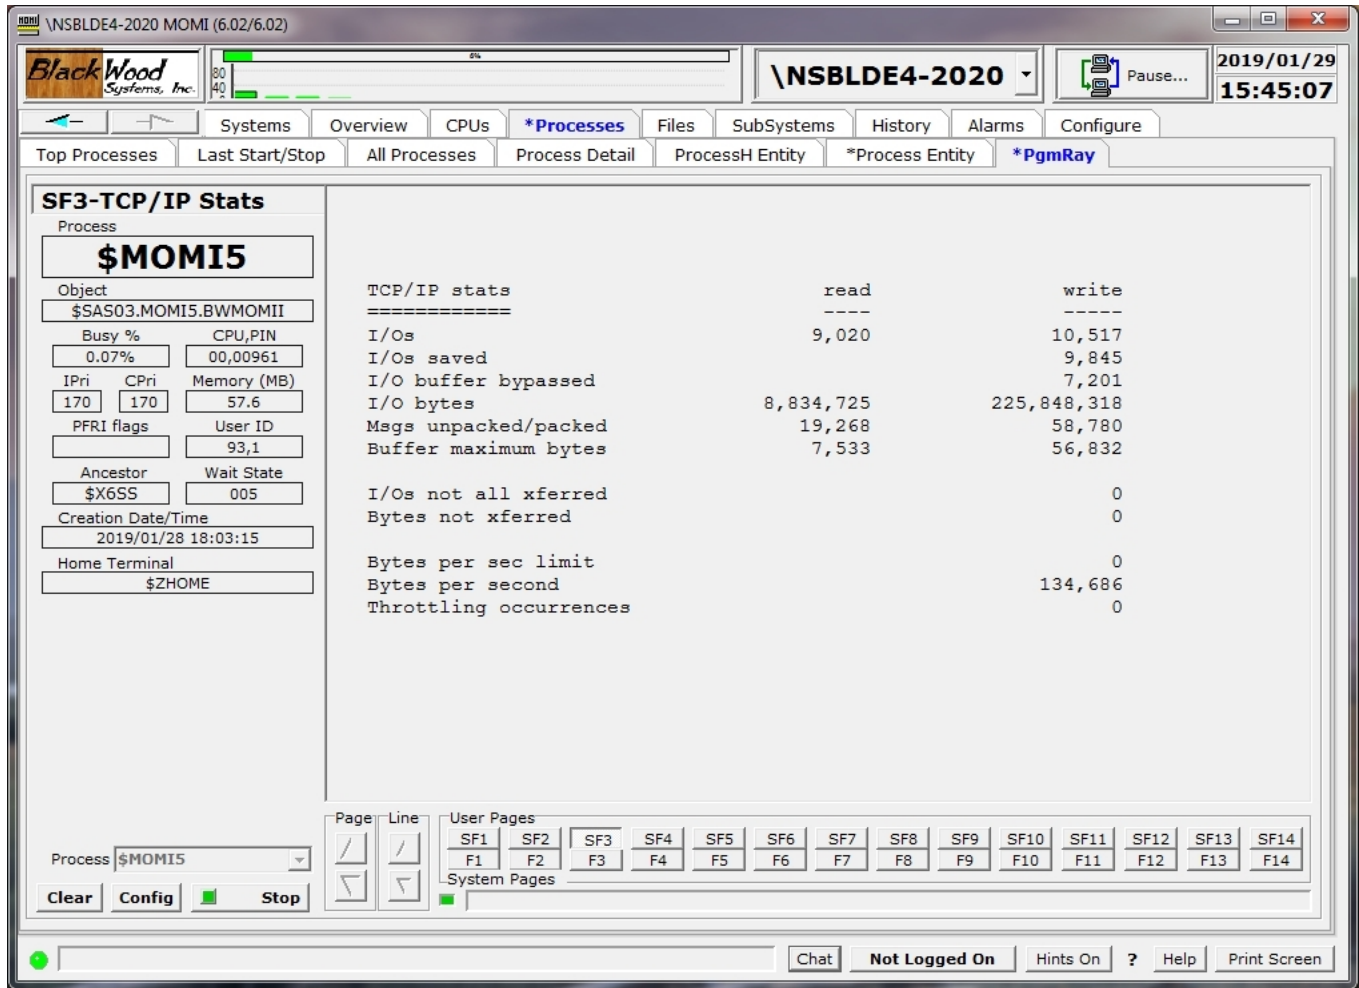 \NSBLDE4-2020 MOMI (6.02/6.02)
BlackWood
Systems, Inc.
6%
80
40
\NSBLDE4-2020
Pause...
2019/01/29
15:45:07
Systems Overview CPUs *Processes Files SubSystems History Alarms Configure
Top Processes Last Start/Stop All Processes Process Detail ProcessH Entity *Process Entity *PgmRay
SF3-TCP/IP Stats
Process
$MOMI5
Object
$SAS03.MOMI5.BWMOMII
Busy % CPU,PIN
0.07% 00,00961
IPri CPri Memory (MB)
170 170 57.6
PFRI flags User ID
93,1
Ancestor Wait State
$X6SS 005
Creation Date/Time
2019/01/28 18:03:15
Home Terminal
$ZHOME
TCP/IP stats read write
============ ---- -----
I/Os 9,020 10,517
I/Os saved 9,845
I/O buffer bypassed 7,201
I/O bytes 8,834,725 225,848,318
Msgs unpacked/packed 19,268 58,780
Buffer maximum bytes 7,533 56,832
I/Os not all xferred 0
Bytes not xferred 0
Bytes per sec limit 0
Bytes per second 134,686
Throttling occurrences 0
Process $MOMI5
Clear Config Stop
Page Line User Pages
SF1 SF2 SF3 SF4 SF5 SF6 SF7 SF8 SF9 SF10 SF11 SF12 SF13 SF14
F1 F2 F3 F4 F5 F6 F7 F8 F9 F10 F11 F12 F13 F14
System Pages
Chat Not Logged On Hints On ? Help Print Screen